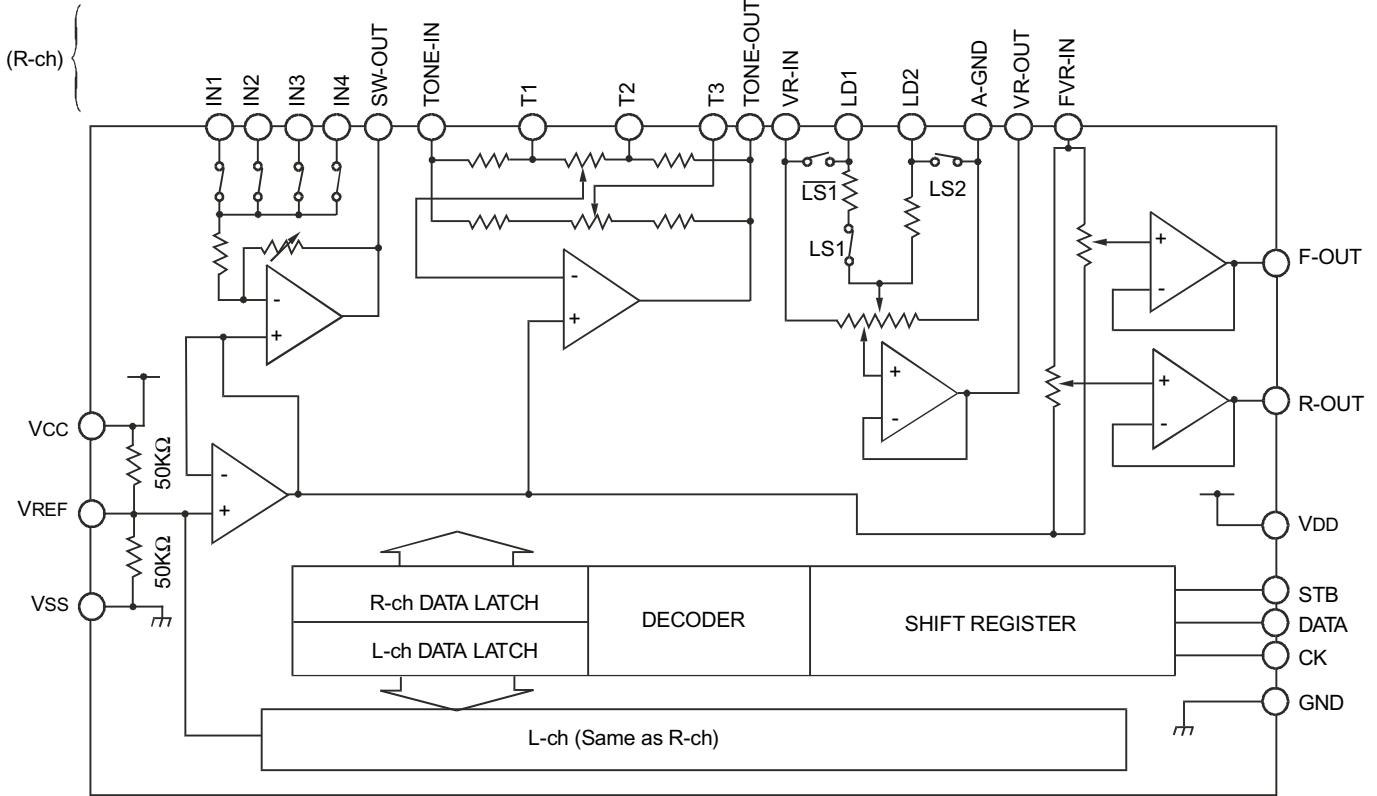 (R-ch)
IN1
IN2
IN3
IN4
SW-OUT
TONE-IN
T1
T2
T3
TONE-OUT
VR-IN
LD1
LD2
A-GND
VR-OUT
FVR-IN
LS1
LS2
LS1
-
+
-
+
+
-
+
-
F-OUT
+
-
R-OUT
VCC
50KΩ
VREF
-
+
50KΩ
VSS
VDD
STB
DATA
CK
GND
R-ch DATA LATCH
L-ch DATA LATCH
DECODER
SHIFT REGISTER
L-ch (Same as R-ch)